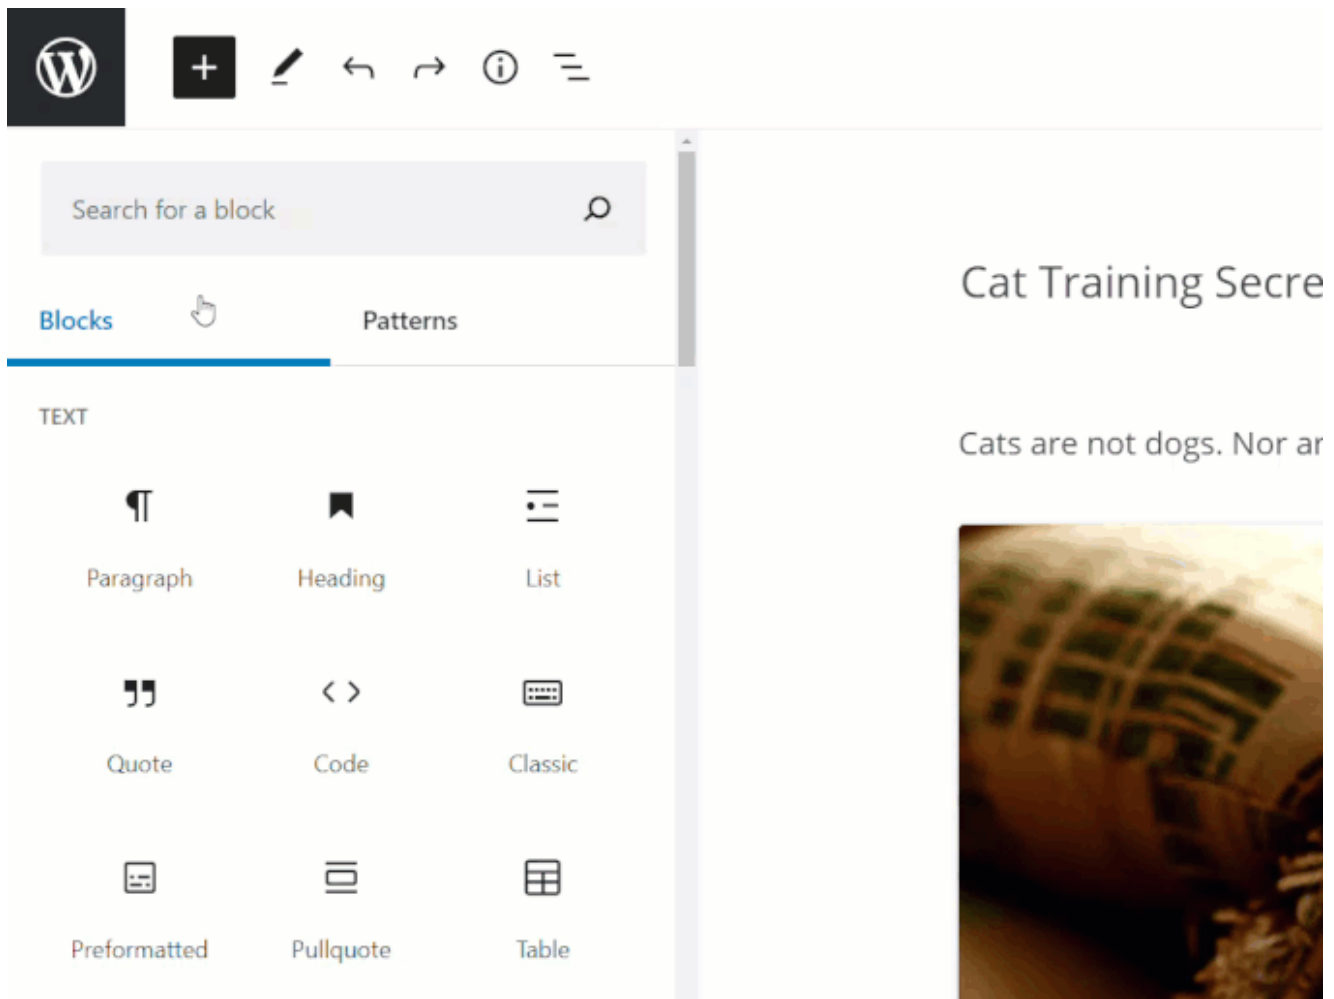 Search for a block
Blocks
Patterns
TEXT
Paragraph
Heading
List
Quote
Code
Classic
Preformatted
Pullquote
Table
Cat Training Secre
Cats are not dogs. Nor ar